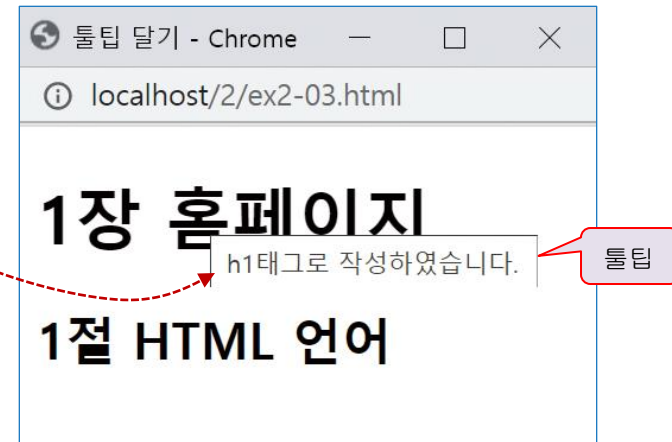 툴팁 달기 - Chrome
localhost/2/ex2-03.html
1장 홈페이지
h1태그로 작성하였습니다.
툴팁
1절 HTML 언어